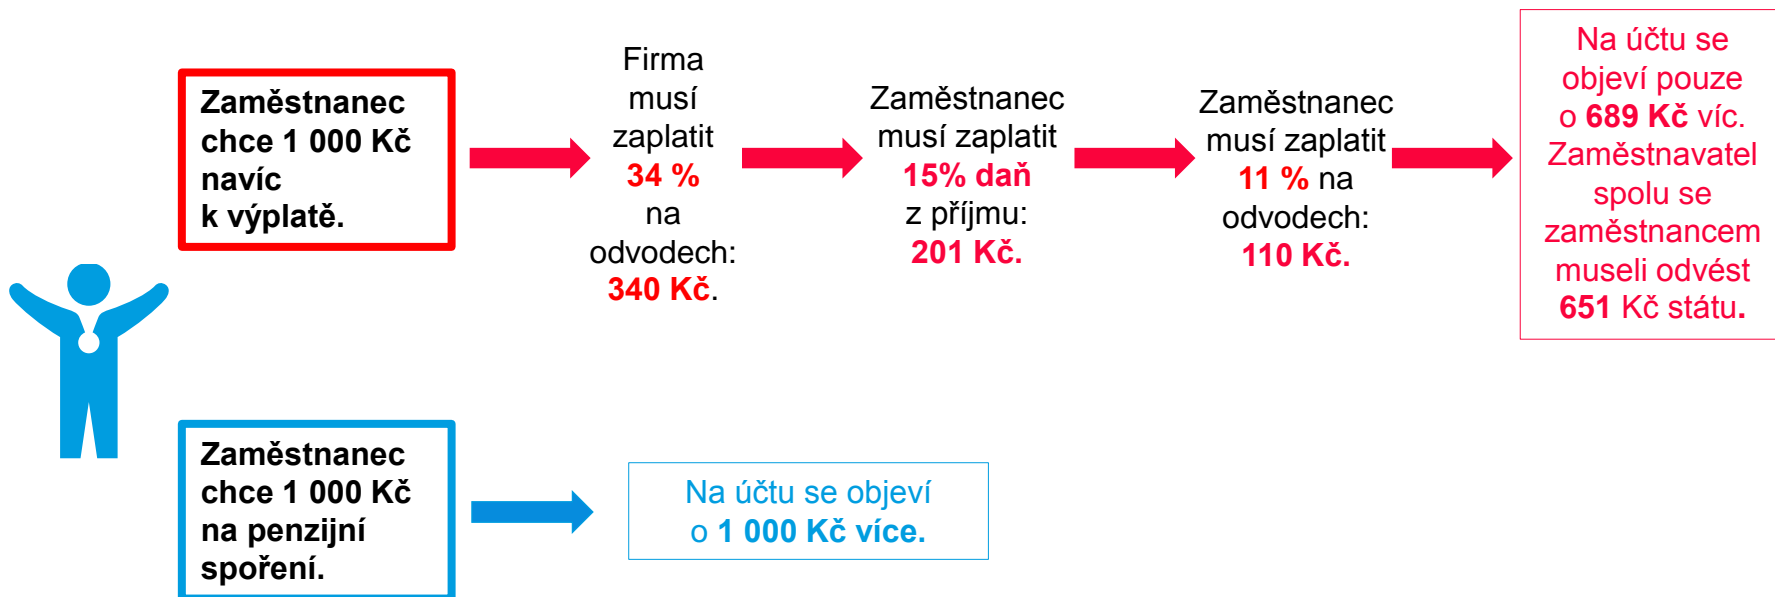 Zaměstnanec
chce 1 000 Kč
navíc
k výplatě.
Firma
musí
zaplatit
34 %
na
odvodech:
340 Kč.
Zaměstnanec
musí zaplatit
15% daň
z příjmu:
201 Kč.
Zaměstnanec
musí zaplatit
11 % na
odvodech:
110 Kč.
Na účtu se
objeví pouze
o 689 Kč víc.
Zaměstnavatel
spolu se
zaměstnancem
museli odvést
651 Kč státu.
Zaměstnanec
chce 1 000 Kč
na penzijní
spoření.
Na účtu se objeví
o 1 000 Kč více.